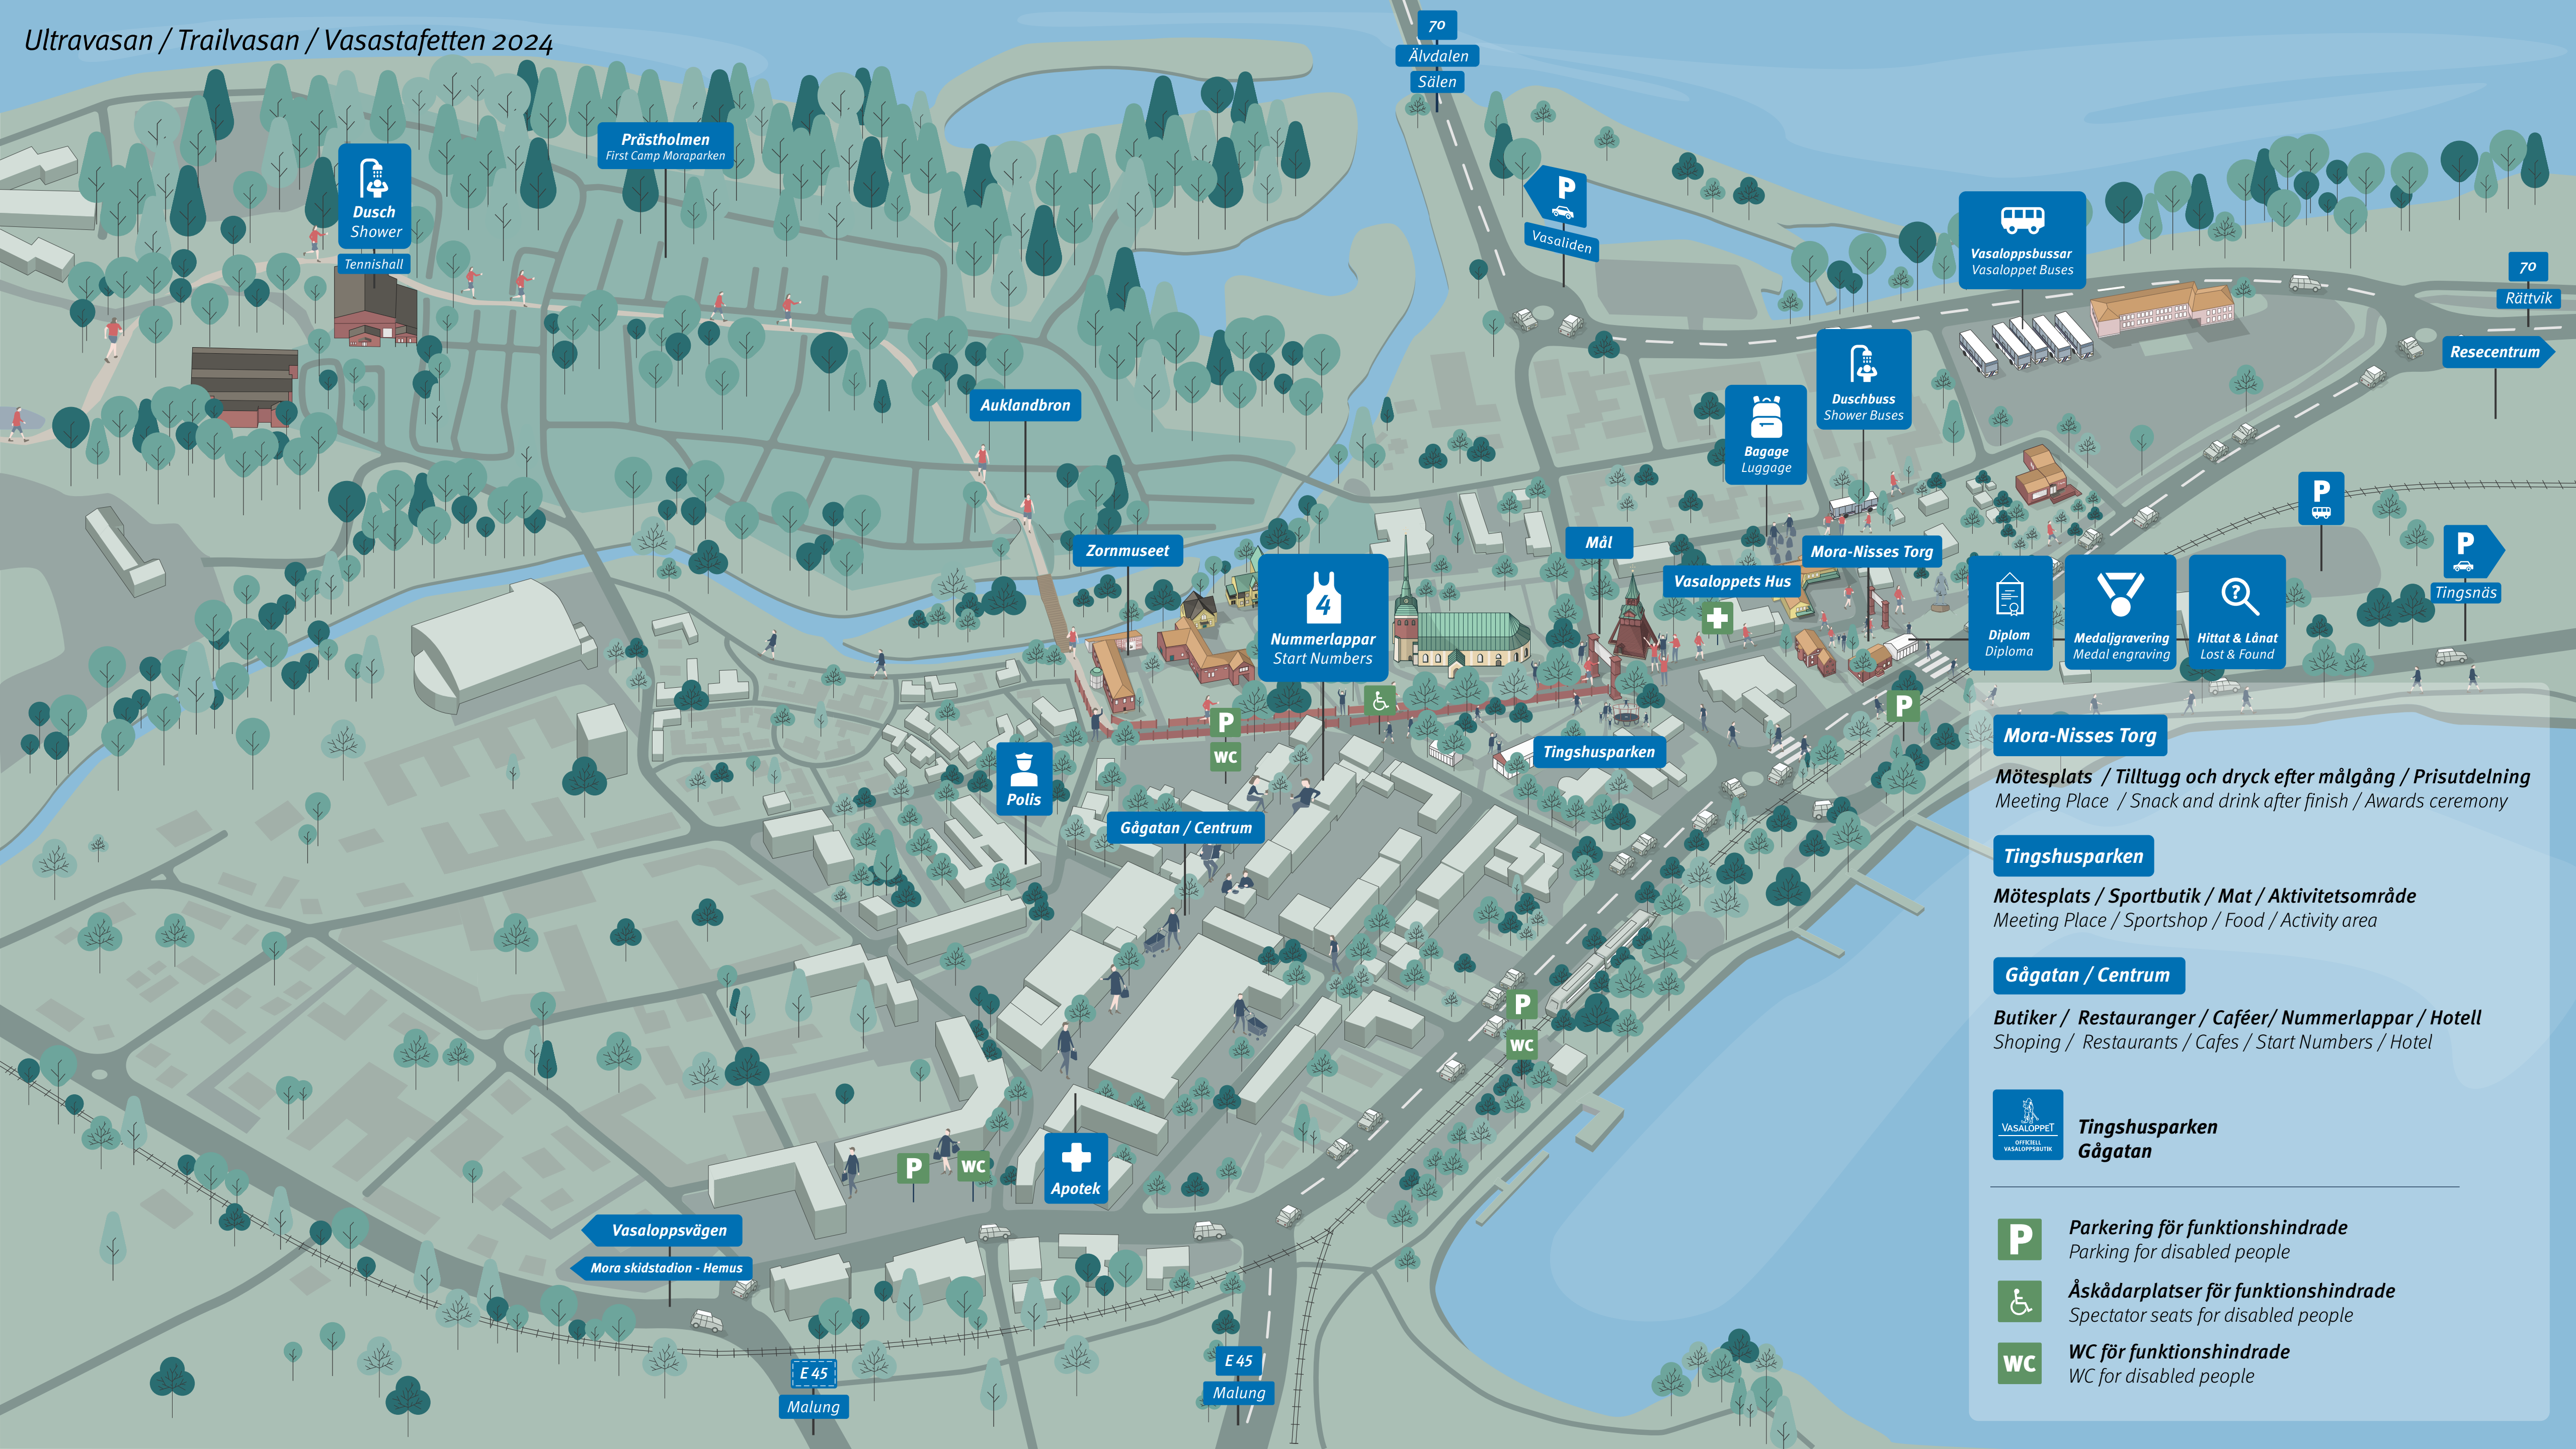 Ultravasan / Trailvasan / Vasastafetten 2024
70
Älvdalen
Sälen
Prästholmen
First Camp Moraparken
Dusch
Shower
Tennishall
P
Vasaliden
Vasaloppsbussar
Vasaloppet Buses
70
Rättvik
Resecentrum
Duschbuss
Shower Buses
Bagage
Luggage
Auklandbron
P
P
Tingsnäs
Zornmuseet
Mål
Mora-Nisses Torg
Vasaloppets Hus
4
Nummerlappar
Start Numbers
Diplom
Diploma
Medaljgravering
Medal engraving
?
Hittat & Lånat
Lost & Found
P
WC
P
Tingshusparken
Polis
Gågatan / Centrum
P
WC
P
WC
Apotek
Vasaloppsvägen
Mora skidstadion - Hemus
E 45
Malung
E 45
Malung
Mora-Nisses Torg
Mötesplats / Tilltugg och dryck efter målgång / Prisutdelning
Meeting Place / Snack and drink after finish / Awards ceremony
Tingshusparken
Mötesplats / Sportbutik / Mat / Aktivitetsområde
Meeting Place / Sportshop / Food / Activity area
Gågatan / Centrum
Butiker / Restauranger / Caféer/ Nummerlappar / Hotell
Shoping / Restaurants / Cafes / Start Numbers / Hotel
VASALOPPET
OFFICIELL
VASALOPPSBUTIK
Tingshusparken
Gågatan
P
Parkering för funktionshindrade
Parking for disabled people
Åskådarplatser för funktionshindrade
Spectator seats for disabled people
WC
WC för funktionshindrade
WC for disabled people